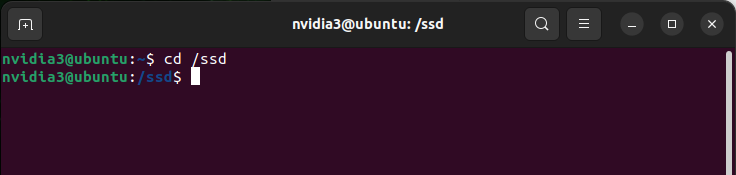 nvidia3@ubuntu: /ssd
nvidia3@ubuntu:~$ cd /ssd
nvidia3@ubuntu:/ssd$